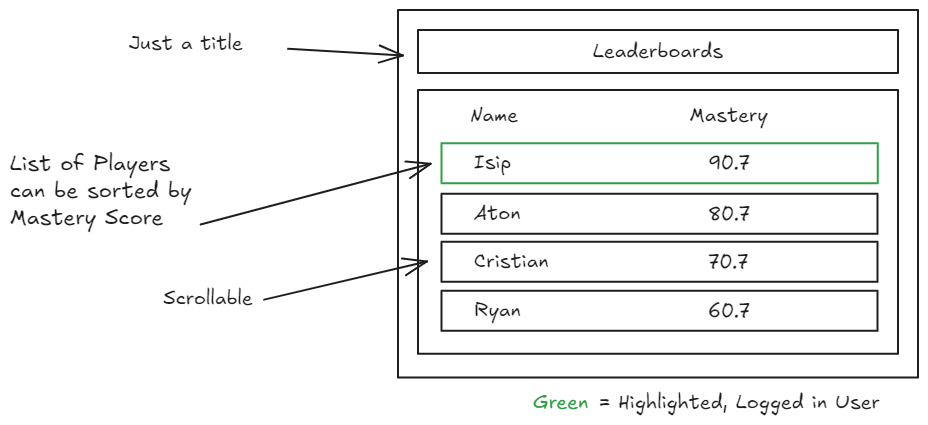 Just a title
Leaderboards
Name Mastery
List of Players
can be sorted by
Mastery Score
Isip 90.7
Aton 80.7
Cristian 70.7
Scrollable
Ryan 60.7
Green = Highlighted, Logged in User